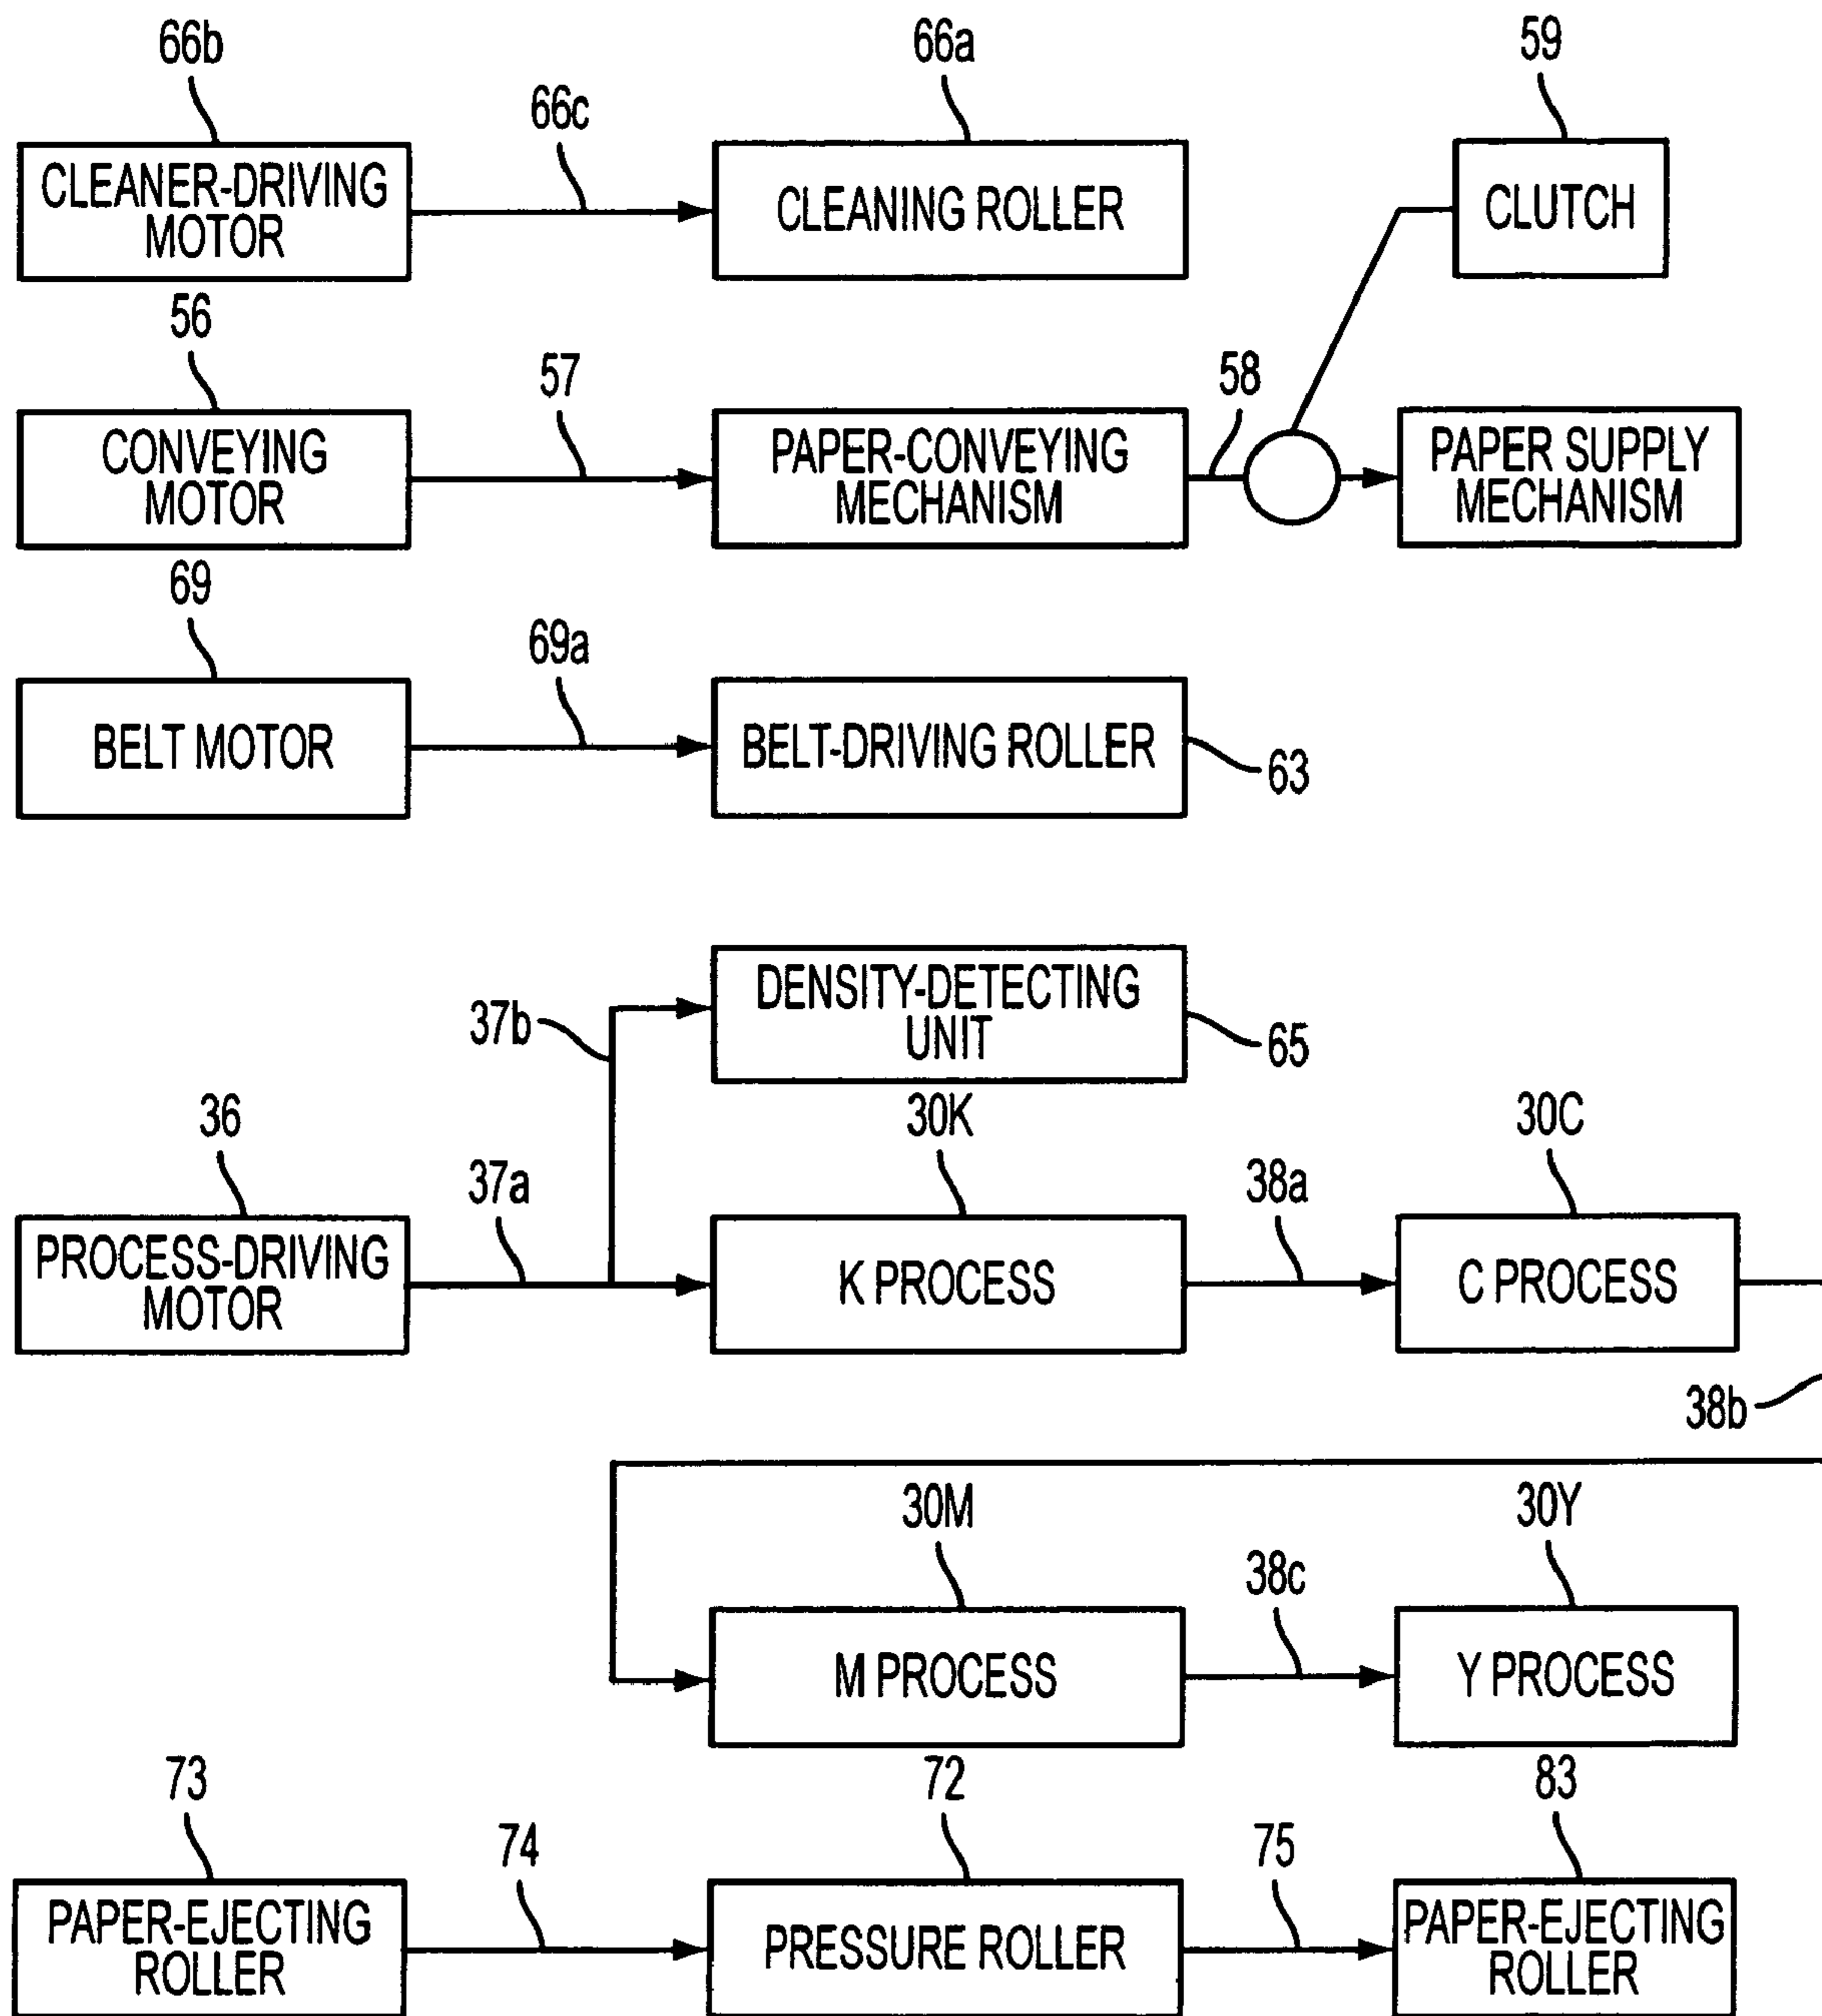 66b
66a
59
66c
CLEANER-DRIVING
MOTOR
CLEANING ROLLER
CLUTCH
56
57
58
CONVEYING
MOTOR
PAPER-CONVEYING
MECHANISM
PAPER SUPPLY
MECHANISM
69
69a
BELT MOTOR
BELT-DRIVING ROLLER
63
DENSITY-DETECTING
UNIT
37b
65
36
30K
30C
37a
38a
PROCESS-DRIVING
MOTOR
K PROCESS
C PROCESS
38b
30M
30Y
38c
M PROCESS
Y PROCESS
73
72
83
74
75
PAPER-EJECTING
ROLLER
PRESSURE ROLLER
PAPER-EJECTING
ROLLER